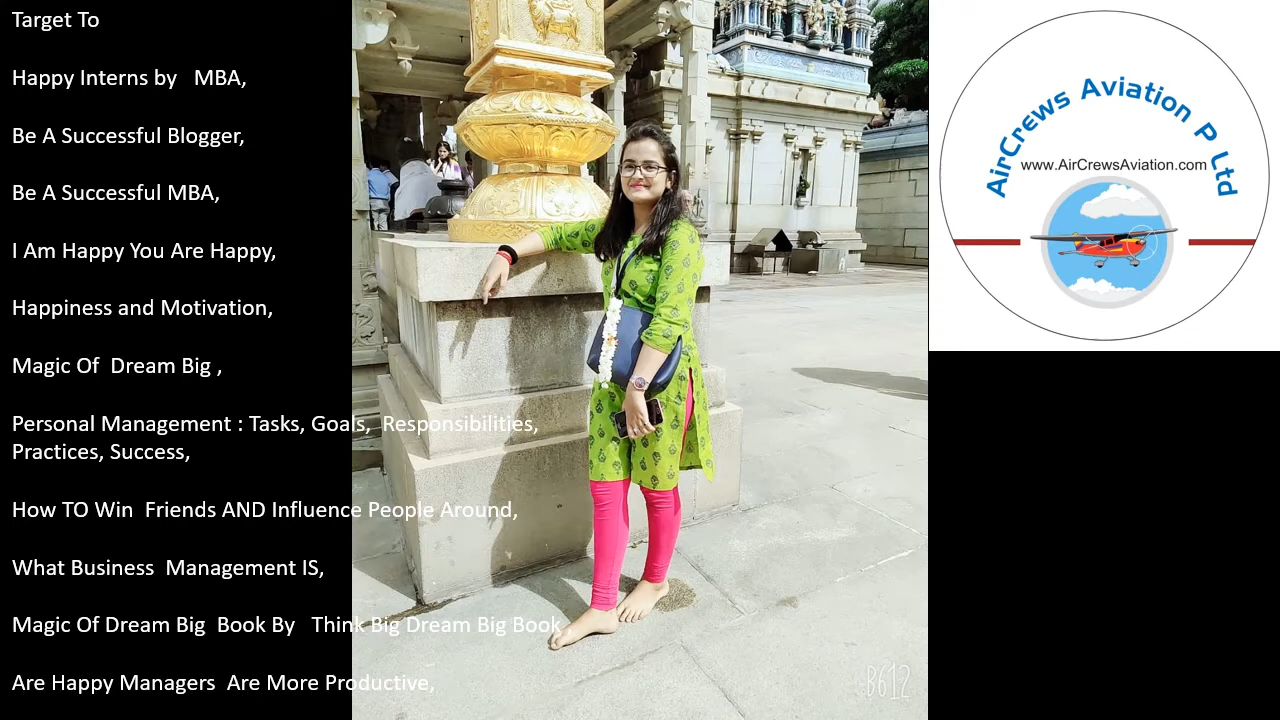 Target To
Happy Interns by MBA,
Be A Successful Blogger,
Be A Successful MBA,
I Am Happy You Are Happy,
Happiness and Motivation,
Magic Of Dream Big ,
Personal Management : Tasks, Goals, Responsibilities,
Practices, Success,
How TO Win Friends AND Influence People Around,
What Business Management IS,
Magic Of Dream Big Book By Think Big Dream Big Book
Are Happy Managers Are More Productive,
AirCrews Aviation P Ltd
www.AirCrewsAviation.com
B612